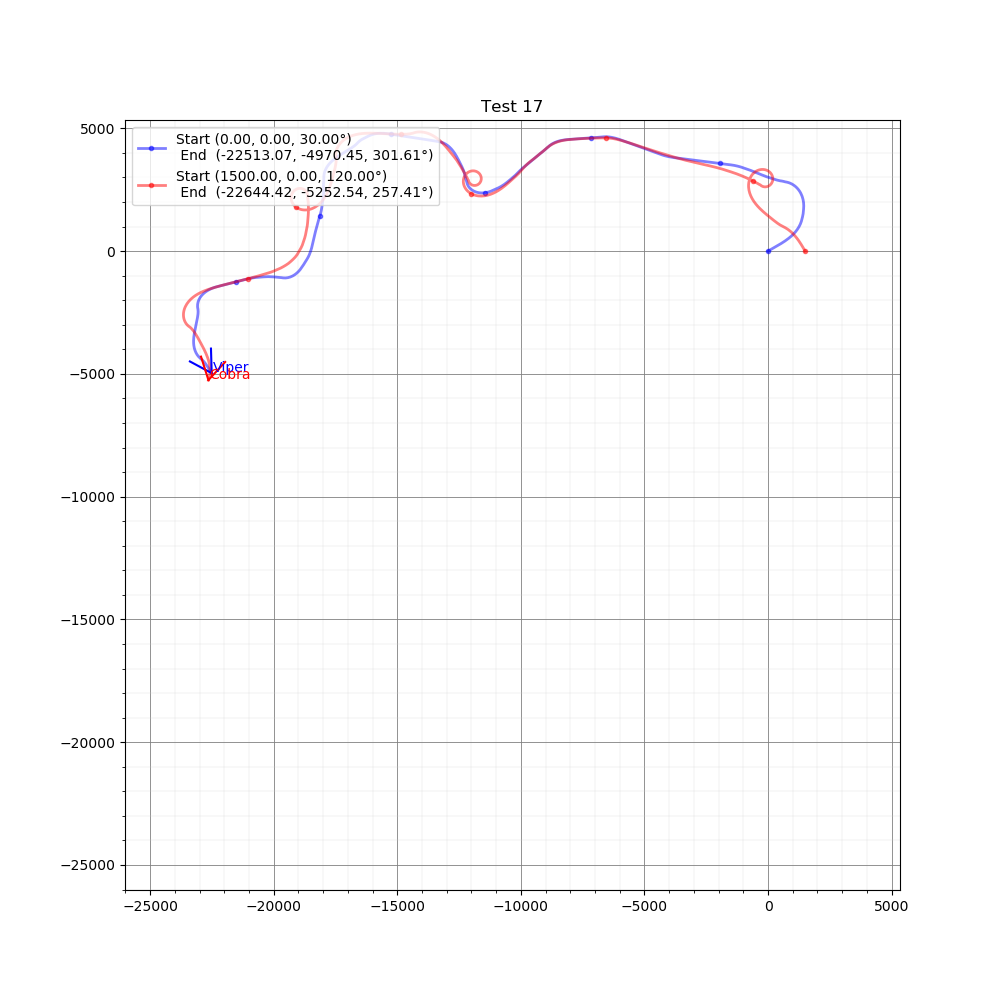 Test 17
Start (0.00, 0.00, 30.00°)
End (-22513.07, -4970.45, 301.61°)
Start (1500.00, 0.00, 120.00°)
End (-22644.42, -5252.54, 257.41°)
5000
0
−5000
−10000
−15000
−20000
−25000
Viper
Cobra
−25000
−20000
−15000
−10000
−5000
0
5000